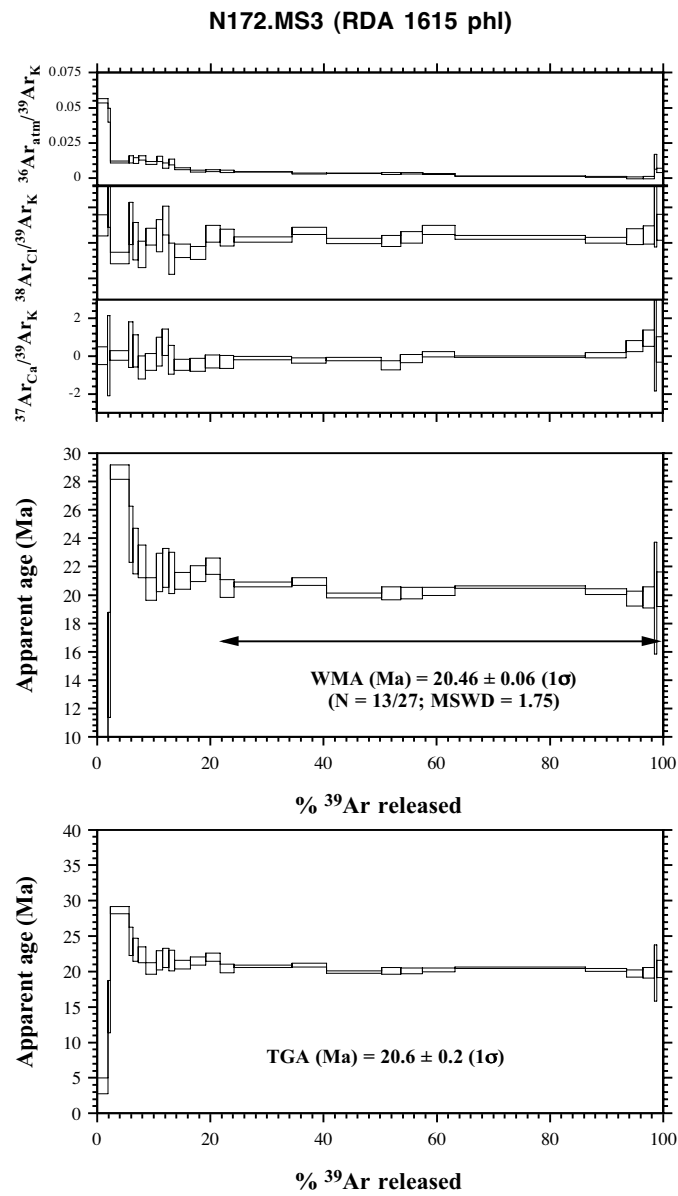 N172.MS3 (RDA 1615 phl)
³⁶Ar_atm/³⁹Ar_K
0.075
0.05
0.025
0
³⁸Ar_Cl/³⁹Ar_K
³⁷Ar_Ca/³⁹Ar_K
2
0
-2
Apparent age (Ma)
30
28
26
24
22
20
18
16
14
12
10
WMA (Ma) = 20.46 ± 0.06 (1σ)
(N = 13/27; MSWD = 1.75)
0 20 40 60 80 100
% ³⁹Ar released
Apparent age (Ma)
40
35
30
25
20
15
10
5
0
TGA (Ma) = 20.6 ± 0.2 (1σ)
0 20 40 60 80 100
% ³⁹Ar released